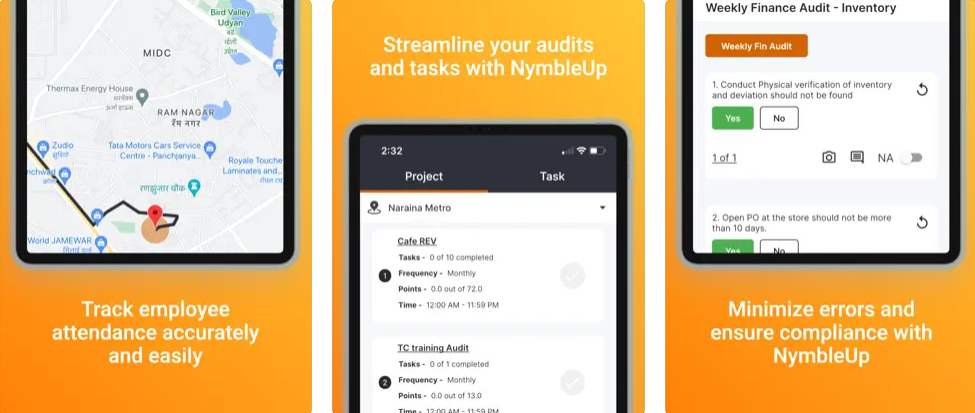 Bird Valley
Udyan
बर्ड
व्हॅली
उद्यान
MIDC
Thermax Energy House
थरमॅक्स
एनर्जी हाऊस
RAM NAGAR
रॅम नगर
Zudio
झुडिओ
Tata Motors Cars Service
Centre - Panchjanya...
Royale Touche
Laminates and...
nchwad
रणझुंजार चौक
World JAMEWAR
Track employee
attendance accurately
and easily
Streamline your audits
and tasks with NymbleUp
2:32
Project
Task
Naraina Metro
Cafe REV
Tasks - 0 of 10 completed
1
Frequency - Monthly
Points - 0.0 out of 72.0
Time - 12:00 AM - 11:59 PM
TC training Audit
Tasks - 0 of 1 completed
2
Frequency - Monthly
Points - 0.0 out of 13.0
Time - 12:00 AM - 11:59 PM
Weekly Finance Audit - Inventory
Weekly Fin Audit
1. Conduct Physical verification of inventory
and deviation should not be found
Yes
No
1 of 1
NA
2. Open PO at the store should not be more
than 10 days.
Yes
No
Minimize errors and
ensure compliance with
NymbleUp